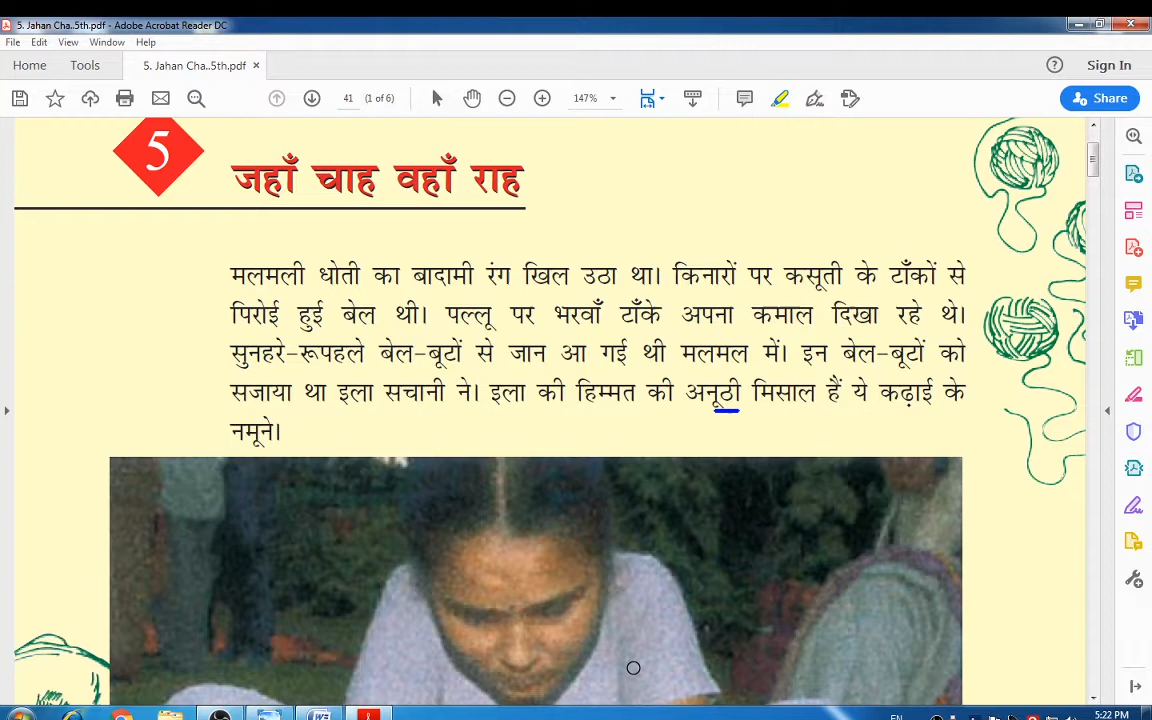 5. Jahan Cha..5th.pdf - Adobe Acrobat Reader DC
File Edit View Window Help
Home Tools 5. Jahan Cha..5th.pdf × ? Sign In
41 (1 of 6) 147% Share
5
जहाँ चाह वहाँ राह
मलमली धोती का बादामी रंग खिल उठा था। किनारों पर कसूती के टाँकों से
पिरोई हुई बेल थी। पल्लू पर भरवाँ टाँके अपना कमाल दिखा रहे थे।
सुनहरे-रूपहले बेल-बूटों से जान आ गई थी मलमल में। इन बेल-बूटों को
सजाया था इला सचानी ने। इला की हिम्मत की अनूठी मिसाल हैं ये कढ़ाई के
नमूने।
EN 5:22 PM